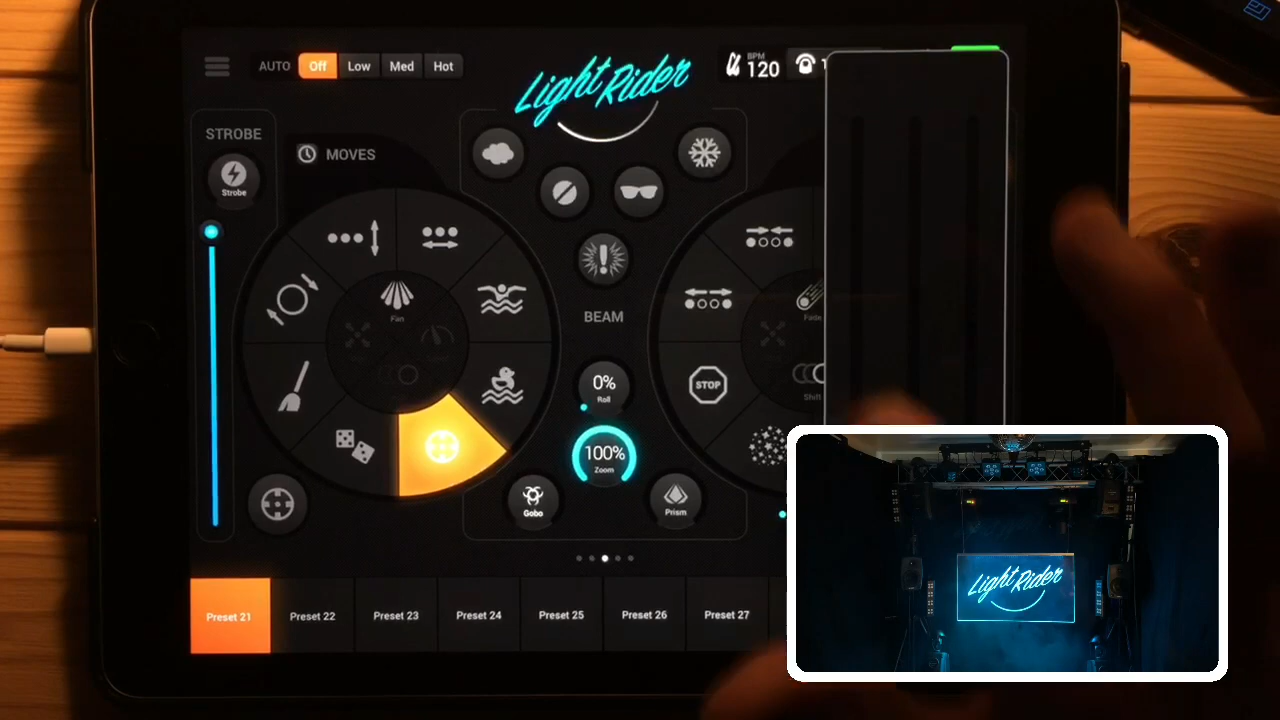 AUTO Off Low Med Hot
Light Rider
BPM
120
STROBE
Strobe
MOVES
Fan
BEAM
0%
Roll
100%
Zoom
Gobo
Prism
STOP
Fade
Shift
Preset 21
Preset 22
Preset 23
Preset 24
Preset 25
Preset 26
Preset 27
Light Rider